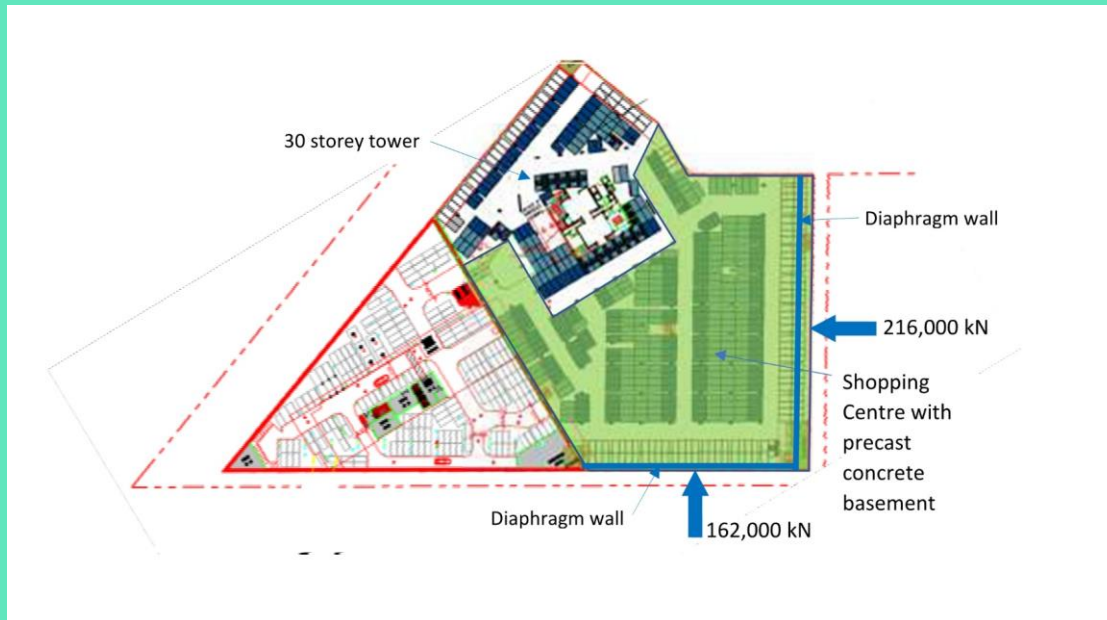 30 storey tower
Diaphragm wall
216,000 kN
Shopping
Centre with
precast
concrete
basement
Diaphragm wall
162,000 kN